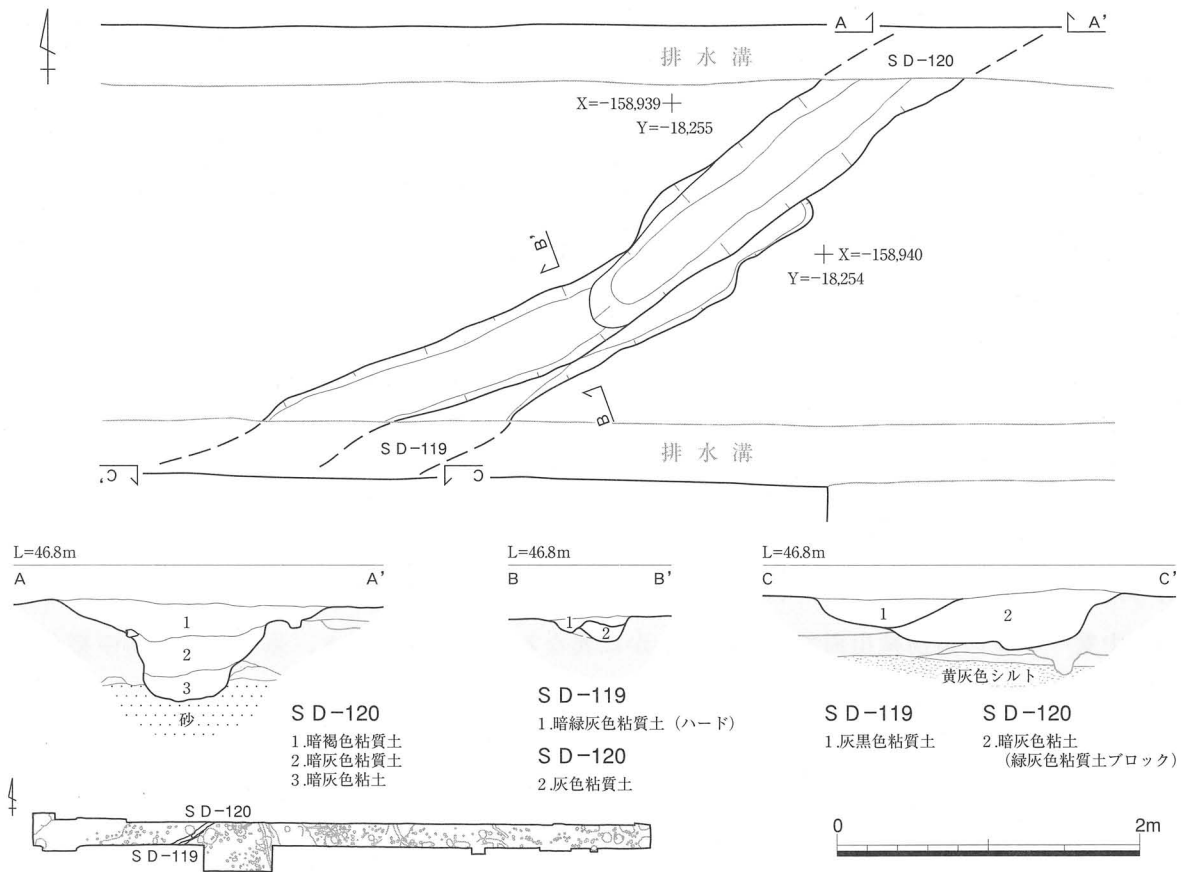 A A'
排水溝
SD-120
X=-158,939
Y=-18,255
B'
X=-158,940
Y=-18,254
B
SD-119
排水溝
C' C
L=46.8m
A A'
1
2
3
砂
SD-120
1.暗褐色粘質土
2.暗灰色粘質土
3.暗灰色粘土
L=46.8m
B B'
1 2
SD-119
1.暗緑灰色粘質土（ハード）
SD-120
2.灰色粘質土
L=46.8m
C C'
1 2
黄灰色シルト
SD-119
1.灰黒色粘質土
SD-120
2.暗灰色粘土
（緑灰色粘質土ブロック）
SD-120
SD-119
0 2m